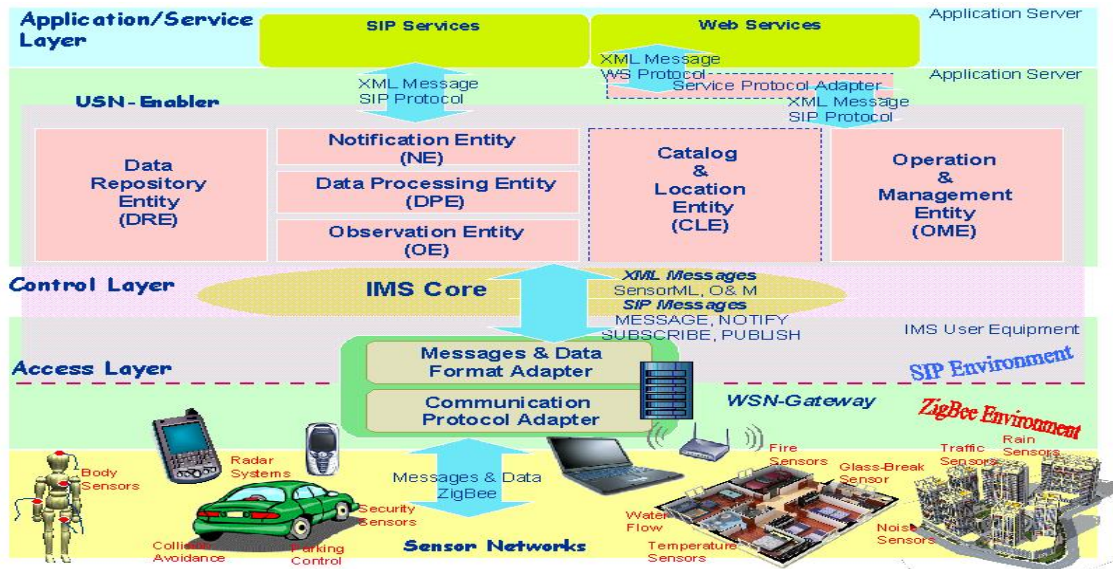 Application/Service
Layer
SIP Services
Web Services
Application Server
XML Message
WS Protocol
Application Server
XML Message
SIP Protocol
Service Protocol Adapter
XML Message
SIP Protocol
USN-Enabler
Data
Repository
Entity
(DRE)
Notification Entity
(NE)
Data Processing Entity
(DPE)
Observation Entity
(OE)
Catalog
&
Location
Entity
(CLE)
Operation
&
Management
Entity
(OME)
Control Layer
IMS Core
XML Messages
SensorML, O& M
SIP Messages
MESSAGE, NOTIFY
SUBSCRIBE, PUBLISH
IMS User Equipment
Access Layer
Messages & Data
Format Adapter
SIP Environment
Communication
Protocol Adapter
WSN-Gateway
ZigBee Environment
Body
Sensors
Radar
Systems
Security
Sensors
Collision
Avoidance
Parking
Control
Messages & Data
ZigBee
Sensor Networks
Fire
Sensors
Glass-Break
Sensor
Water
Flow
Temperature
Sensors
Noise
Sensors
Traffic
Sensors
Rain
Sensors